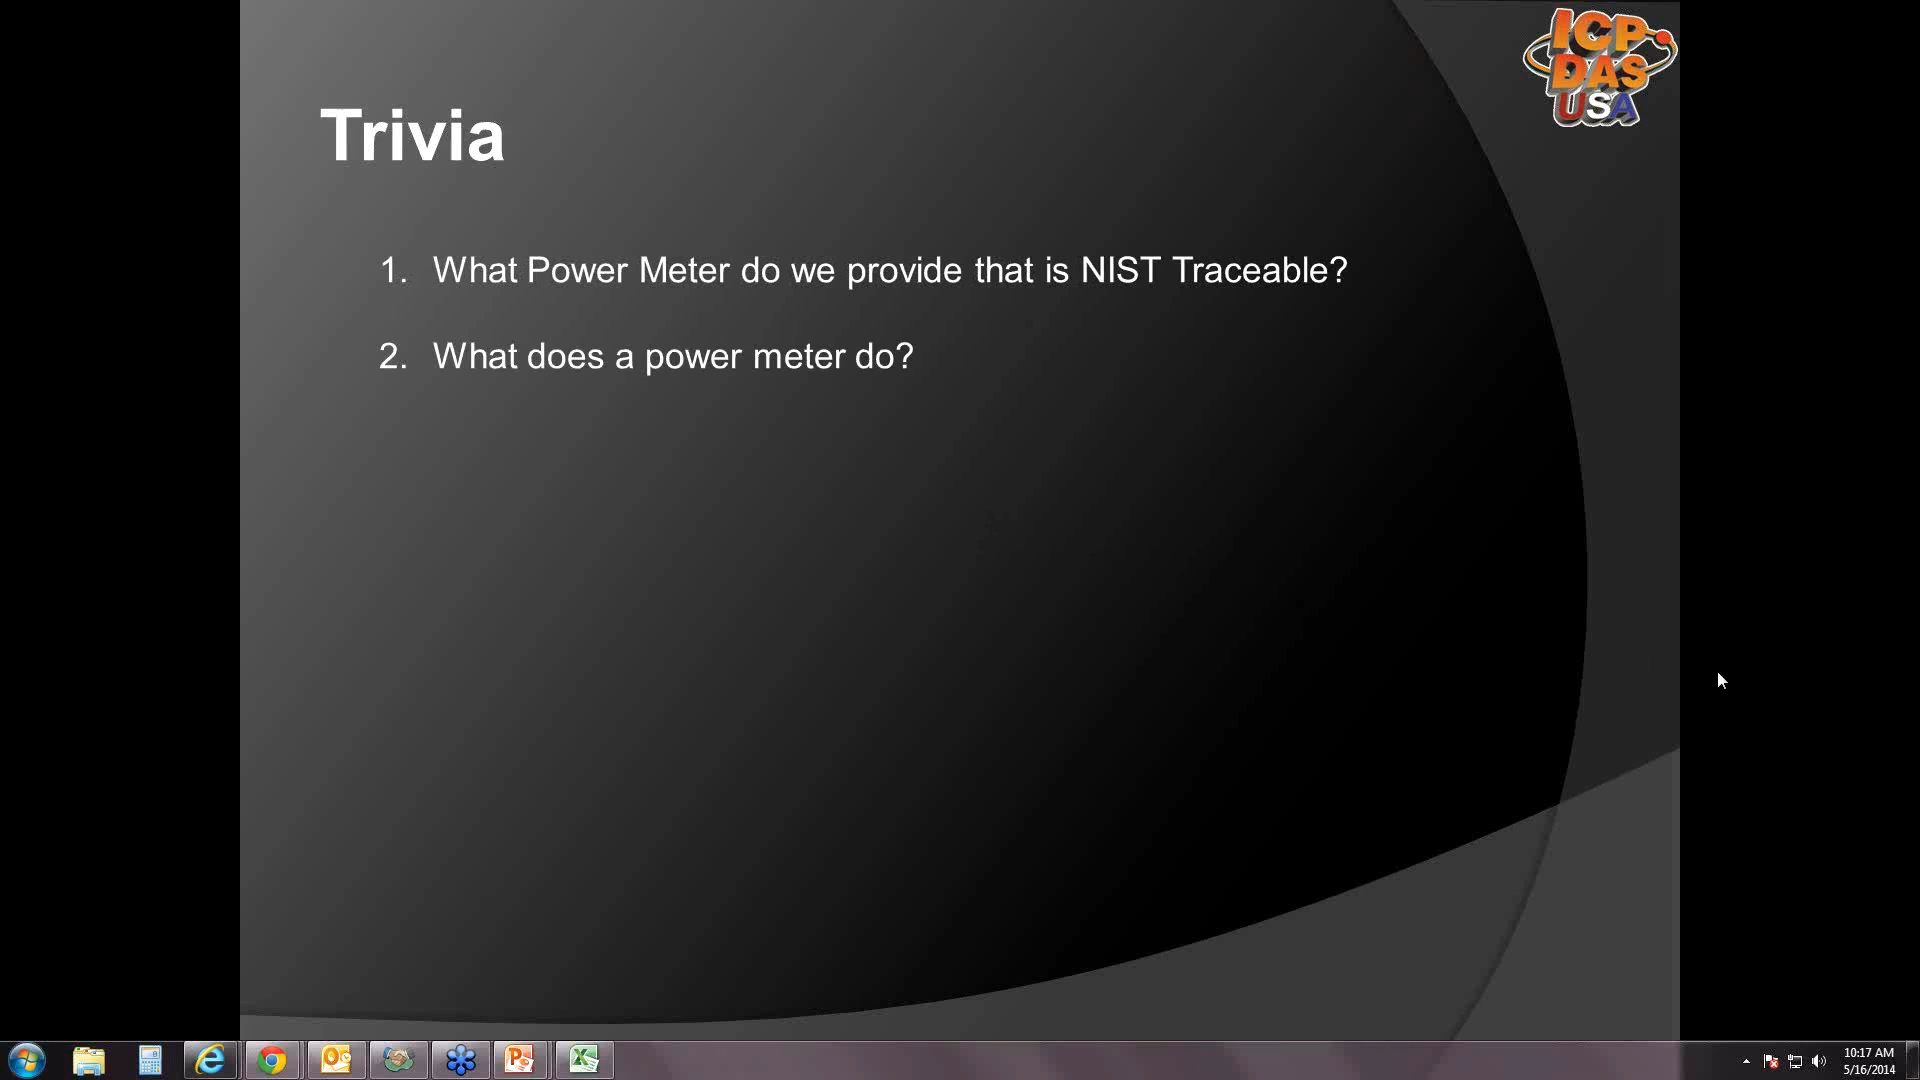 ICP
DAS
USA
Trivia
1. What Power Meter do we provide that is NIST Traceable?
2. What does a power meter do?
10:17 AM
5/16/2014